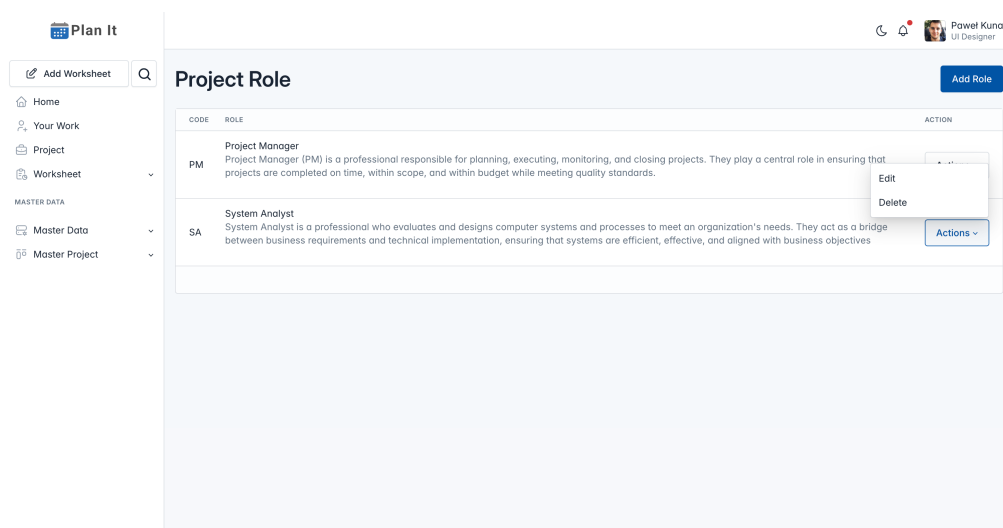 Plan It
Paweł Kuna
UI Designer
Add Worksheet
Home
Your Work
Project
Worksheet
MASTER DATA
Master Data
Master Project
Project Role
Add Role
CODE ROLE ACTION
Project Manager
PM
Project Manager (PM) is a professional responsible for planning, executing, monitoring, and closing projects. They play a central role in ensuring that
projects are completed on time, within scope, and within budget while meeting quality standards.
Edit
Delete
System Analyst
SA
System Analyst is a professional who evaluates and designs computer systems and processes to meet an organization's needs. They act as a bridge
between business requirements and technical implementation, ensuring that systems are efficient, effective, and aligned with business objectives
Actions